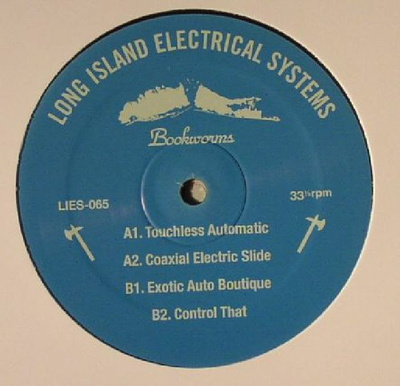 LONG ISLAND ELECTRICAL SYSTEMS
Bookworms
LIES-065
33⅓rpm
A1. Touchless Automatic
A2. Coaxial Electric Slide
B1. Exotic Auto Boutique
B2. Control That